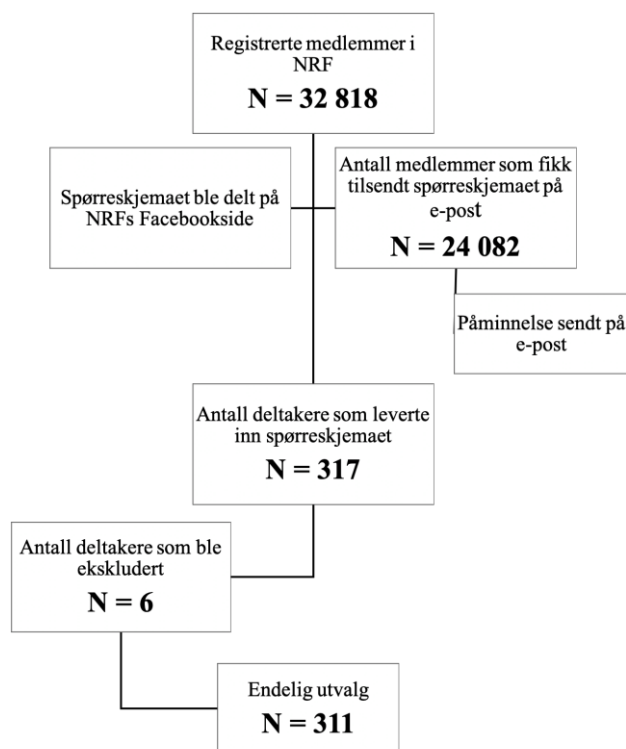 Registrerte medlemmer i
NRF
N = 32 818
Spørreskjemaet ble delt på
NRFs Facebookside
Antall medlemmer som fikk
tilsendt spørreskjemaet på
e-post
N = 24 082
Påminnelse sendt på
e-post
Antall deltakere som leverte
inn spørreskjemaet
N = 317
Antall deltakere som ble
ekskludert
N = 6
Endelig utvalg
N = 311